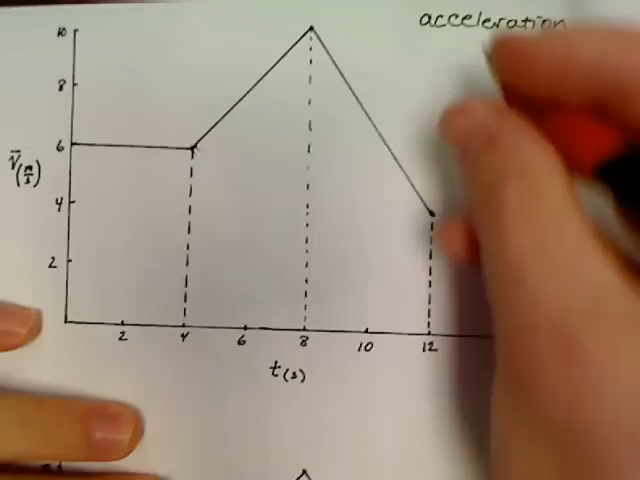 acceleration
10
8
6
v̄ (m/s)
4
2
2 4 6 8 10 12
t(s)